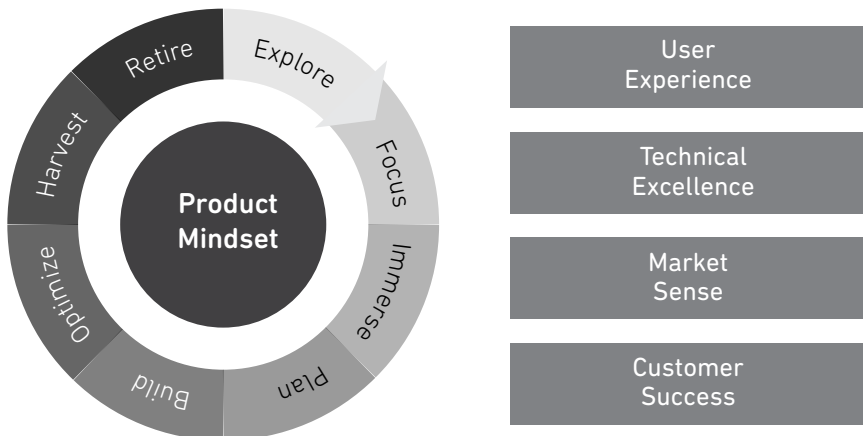 Explore
Focus
Immerse
Plan
Build
Optimize
Harvest
Retire
Product
Mindset
User
Experience
Technical
Excellence
Market
Sense
Customer
Success